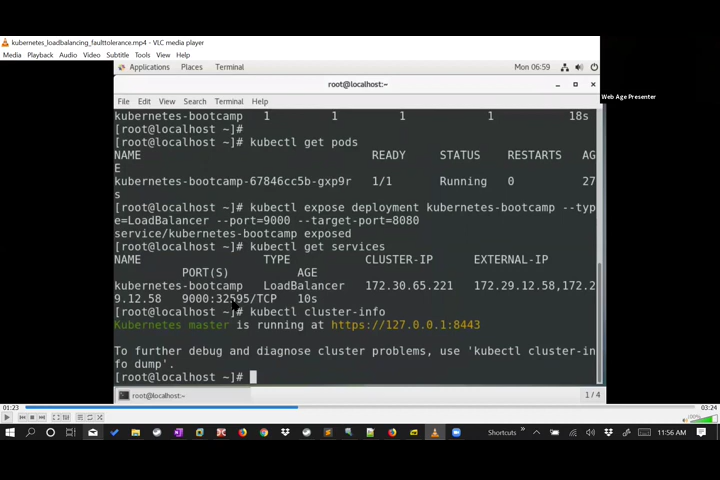 kubernetes_loadbalancing_faulttolerance.mp4 - VLC media player
Media Playback Audio Video Subtitle Tools View Help
Applications Places Terminal Mon 06:59
root@localhost:~
Web Age Presenter
File Edit View Search Terminal Help
kubernetes-bootcamp 1 1 1 1 18s
[root@localhost ~]#
[root@localhost ~]# kubectl get pods
NAME READY STATUS RESTARTS AG
E
kubernetes-bootcamp-67846cc5b-gxp9r 1/1 Running 0 27
s
[root@localhost ~]# kubectl expose deployment kubernetes-bootcamp --typ
e=LoadBalancer --port=9000 --target-port=8080
service/kubernetes-bootcamp exposed
[root@localhost ~]# kubectl get services
NAME TYPE CLUSTER-IP EXTERNAL-IP
PORT(S) AGE
kubernetes-bootcamp LoadBalancer 172.30.65.221 172.29.12.58,172.2
9.12.58 9000:32595/TCP 10s
[root@localhost ~]# kubectl cluster-info
Kubernetes master is running at https://127.0.0.1:8443
To further debug and diagnose cluster problems, use 'kubectl cluster-in
fo dump'.
[root@localhost ~]#
root@localhost:~ 1 / 4
01:23 03:24
100%
Shortcuts 11:56 AM